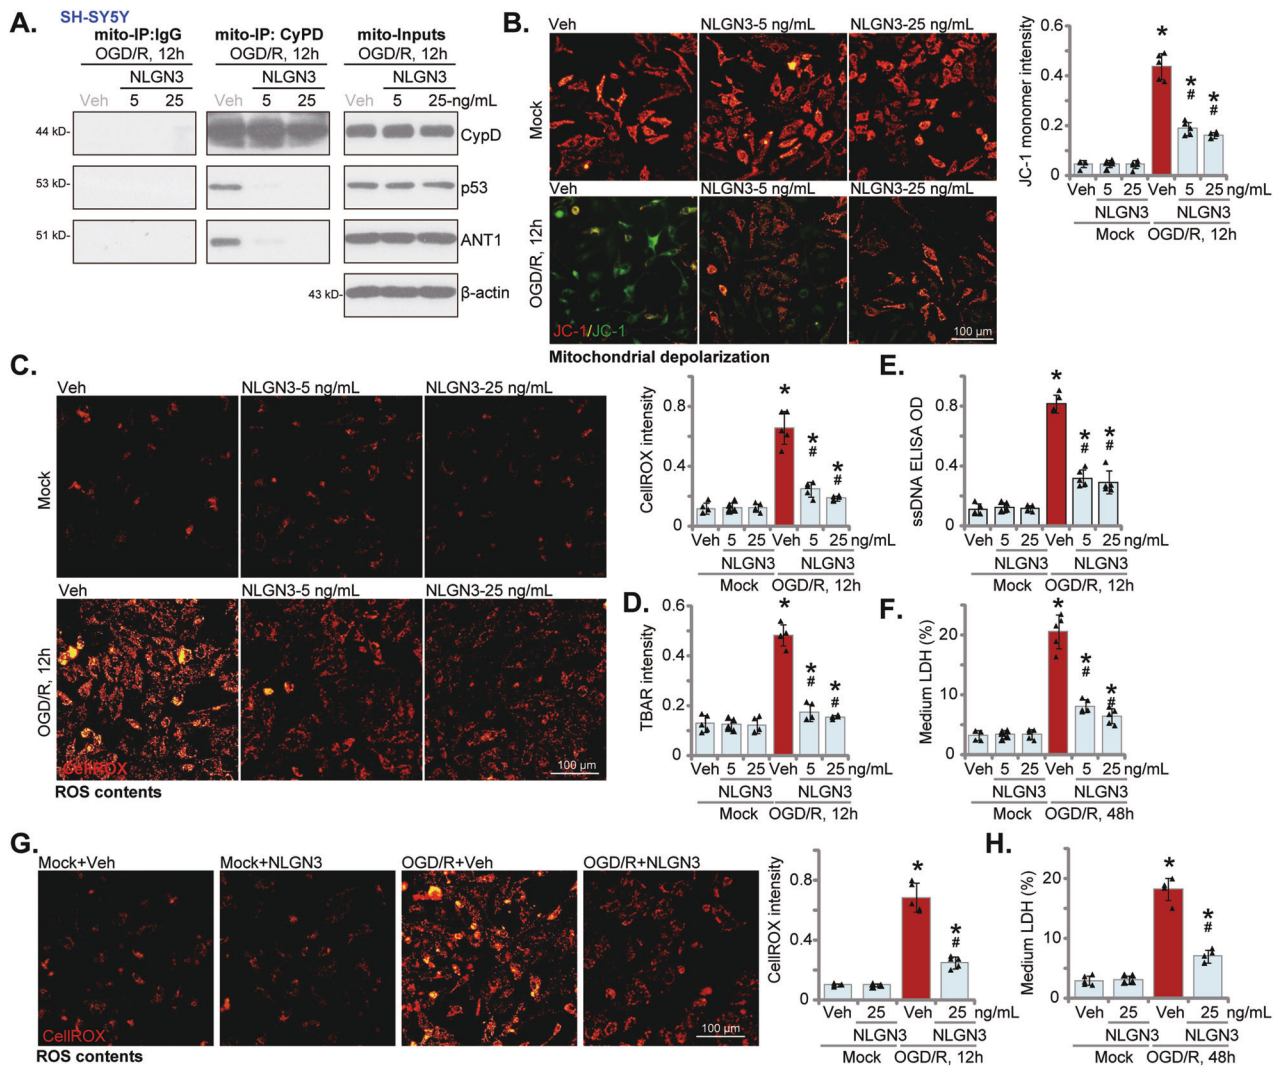 A.
SH-SY5Y
mito-IP:IgG mito-IP: CyPD mito-Inputs
OGD/R, 12h OGD/R, 12h OGD/R, 12h
NLGN3 NLGN3 NLGN3
Veh 5 25 Veh 5 25 Veh 5 25-ng/mL
44 kD- CypD
53 kD- p53
51 kD- ANT1
43 kD- β-actin
B.
Veh NLGN3-5 ng/mL NLGN3-25 ng/mL
Mock
Veh NLGN3-5 ng/mL NLGN3-25 ng/mL
OGD/R, 12h
JC-1/JC-1
100 μm
Mitochondrial depolarization
JC-1 monomer intensity
0.6
0.4
0.2
0
*
*
#
*
#
Veh 5 25 Veh 5 25 ng/mL
NLGN3 NLGN3
Mock OGD/R, 12h
C.
Veh NLGN3-5 ng/mL NLGN3-25 ng/mL
Mock
Veh NLGN3-5 ng/mL NLGN3-25 ng/mL
OGD/R, 12h
CellROX
100 μm
ROS contents
CellROX intensity
0.8
0.4
0
*
*
#
*
#
Veh 5 25 Veh 5 25 ng/mL
NLGN3 NLGN3
Mock OGD/R, 12h
D.
TBAR intensity
0.6
0.4
0.2
0
*
*
#
*
#
Veh 5 25 Veh 5 25 ng/mL
NLGN3 NLGN3
Mock OGD/R, 12h
E.
ssDNA ELISA OD
0.8
0.4
0
*
*
#
*
#
Veh 5 25 Veh 5 25 ng/mL
NLGN3 NLGN3
Mock OGD/R, 12h
F.
Medium LDH (%)
20
10
0
*
*
#
*
#
Veh 5 25 Veh 5 25 ng/mL
NLGN3 NLGN3
Mock OGD/R, 48h
G.
Mock+Veh Mock+NLGN3 OGD/R+Veh OGD/R+NLGN3
CellROX
100 μm
ROS contents
CellROX intensity
0.8
0.4
0
*
*
#
Veh 25 Veh 25 ng/mL
NLGN3 NLGN3
Mock OGD/R, 12h
H.
Medium LDH (%)
20
10
0
*
*
#
Veh 25 Veh 25 ng/mL
NLGN3 NLGN3
Mock OGD/R, 48h